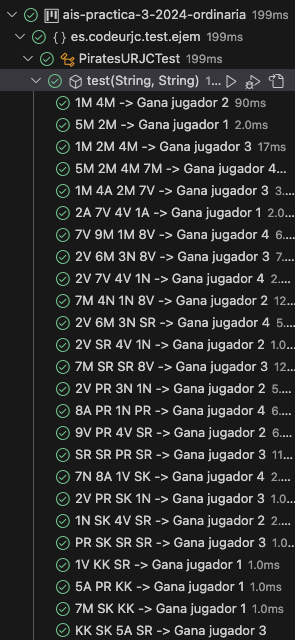 ais-practica-3-2024-ordinaria 199ms
{ } es.codeurjc.test.ejem... 199ms
PiratesURJCTest 199ms
test(String, String) 1...
1M 4M -> Gana jugador 2 90ms
5M 2M -> Gana jugador 1 2.0ms
1M 2M 4M -> Gana jugador 3 17ms
5M 2M 4M 7M -> Gana jugador 4...
1M 4A 2M 7V -> Gana jugador 3 3....
2A 7V 4V 1A -> Gana jugador 1 2.0...
7V 9M 1M 8V -> Gana jugador 4 6....
2V 6M 3N 8V -> Gana jugador 3 7....
2V 7V 4V 1N -> Gana jugador 4 2....
7M 4N 1N 8V -> Gana jugador 2 12...
2V 6M 3N SR -> Gana jugador 4 5....
2V SR 4V 1N -> Gana jugador 2 1.0...
7M SR SR 8V -> Gana jugador 3 12...
2V PR 3N 1N -> Gana jugador 2 5....
8A PR 1N PR -> Gana jugador 4 6....
9V PR 4V SR -> Gana jugador 2 6....
SR SR PR SR -> Gana jugador 3 11...
7N 8A 1V SK -> Gana jugador 4 2....
2V PR SK 1N -> Gana jugador 3 1.0...
1N SK 4V SR -> Gana jugador 2 2....
PR SK SR SR -> Gana jugador 3 1.0...
1V KK SR -> Gana jugador 1 1.0ms
5A PR KK -> Gana jugador 1 1.0ms
7M SK KK -> Gana jugador 1 1.0ms
KK SK 5A SR -> Gana jugador 3